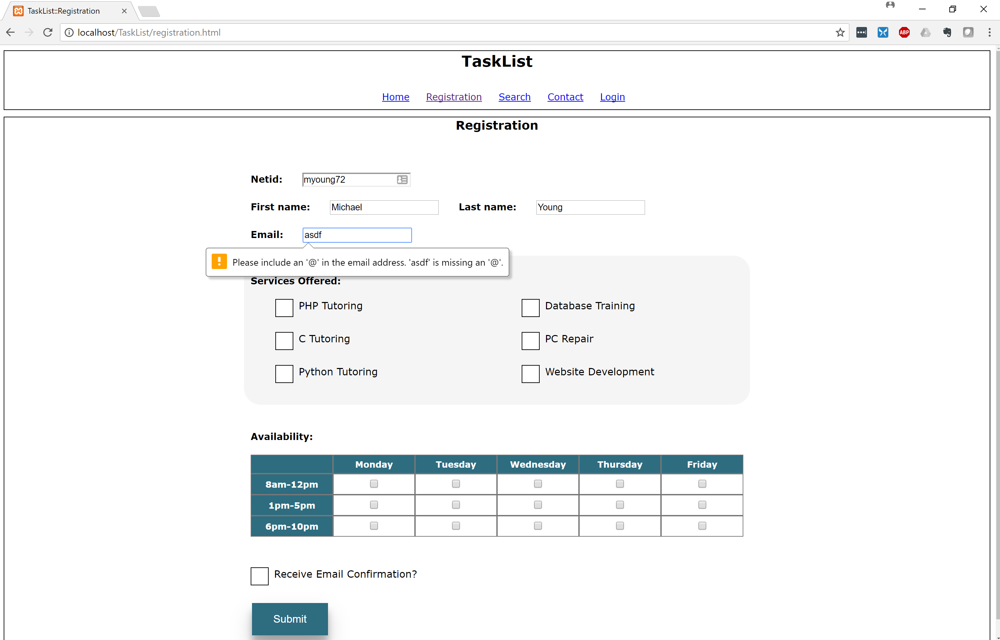 TaskList::Registration
localhost/TaskList/registration.html
ABP
TaskList
Home Registration Search Contact Login
Registration
Netid: myoung72
First name: Michael Last name: Young
Email: asdf
Please include an '@' in the email address. 'asdf' is missing an '@'.
Services Offered:
PHP Tutoring Database Training
C Tutoring PC Repair
Python Tutoring Website Development
Availability:
Monday Tuesday Wednesday Thursday Friday
8am-12pm
1pm-5pm
6pm-10pm
Receive Email Confirmation?
Submit